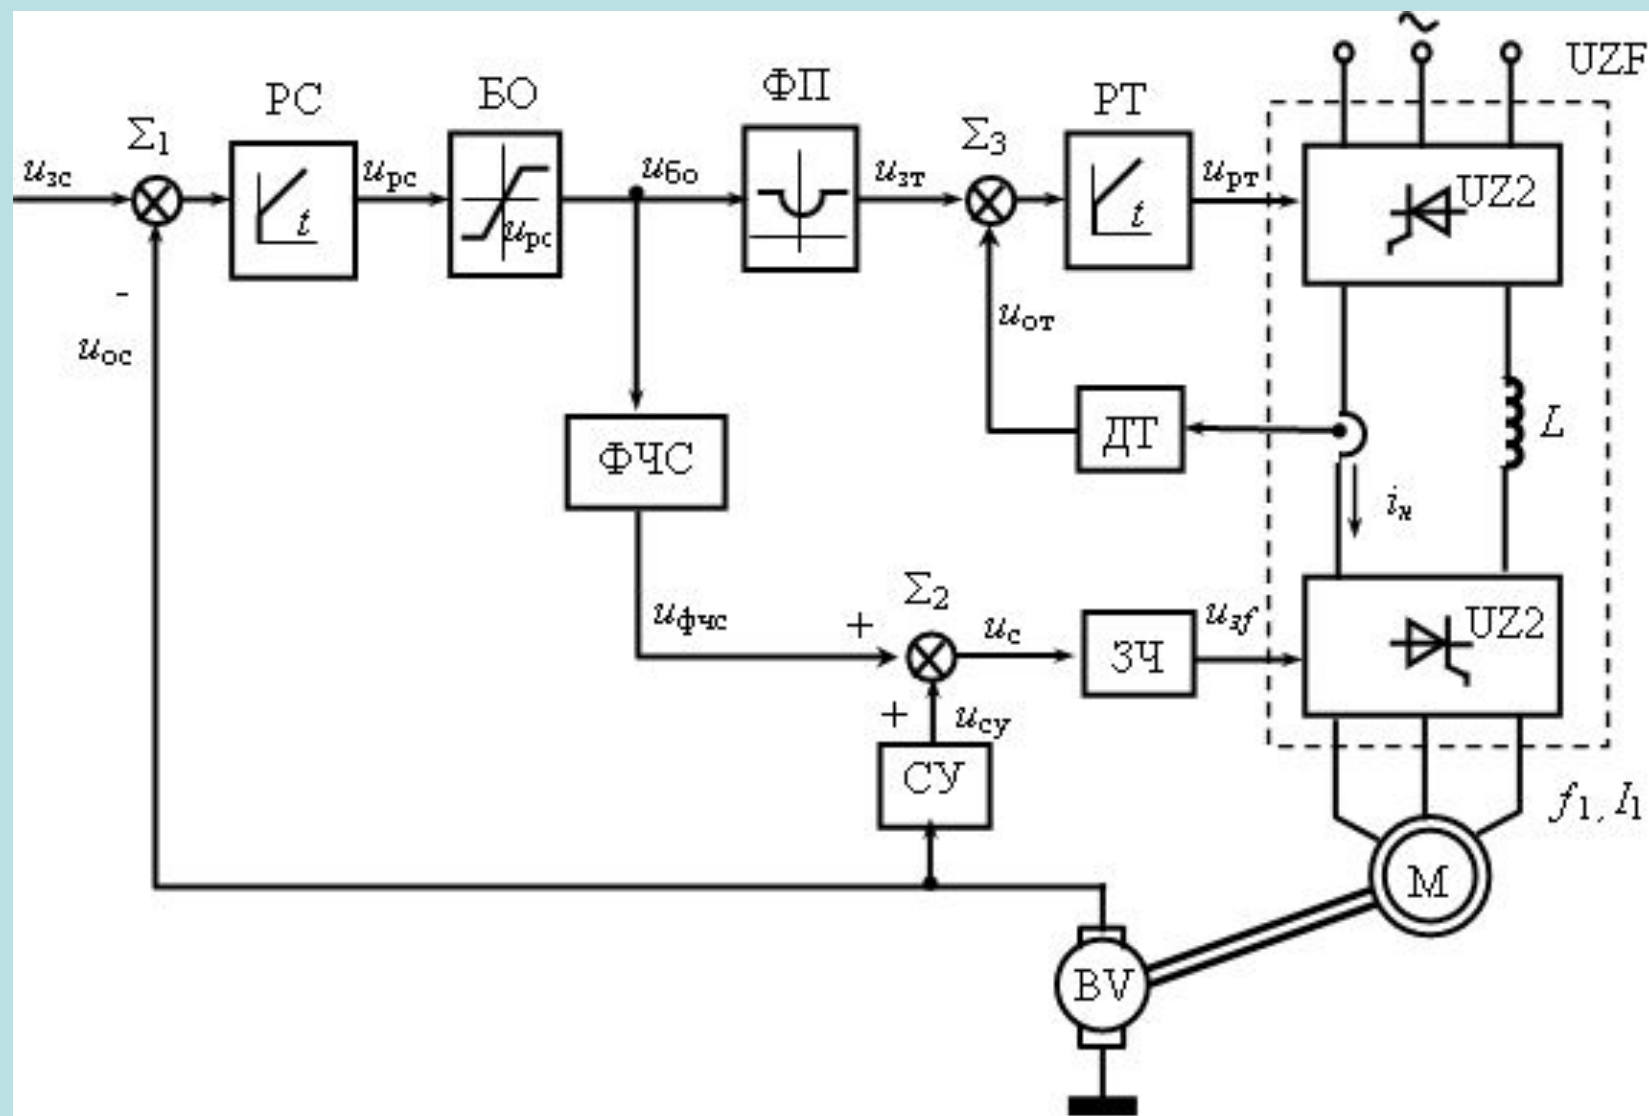 ~
UZF
РС
БО
ФП
РТ
Σ1
Σ3
uзс
uрс
uбо
uзт
uрт
UZ2
t
uрс
t
-
uос
uот
ДТ
L
ФЧС
iи
uфчс
+
Σ2
uс
ЗЧ
uзf
UZ2
+
uсу
СУ
f1, I1
М
BV